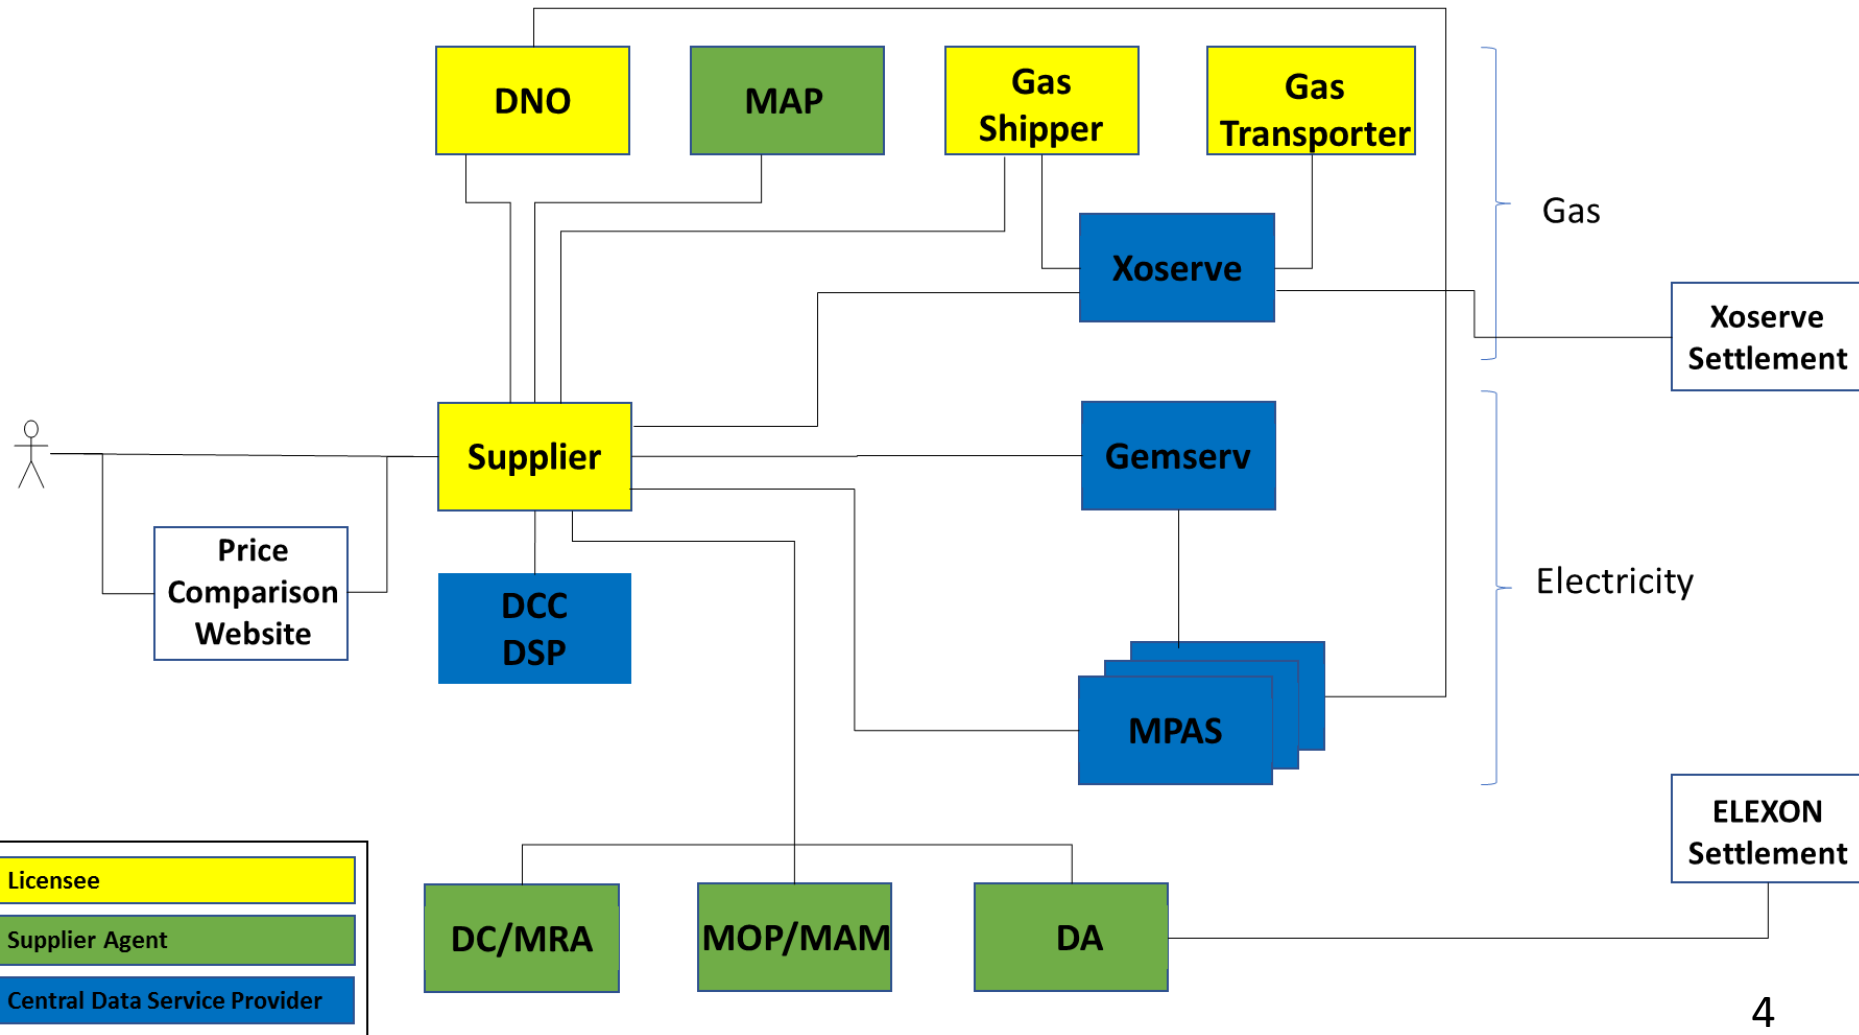 DNO
MAP
Gas
Shipper
Gas
Transporter
Gas
Xoserve
Xoserve
Settlement
Supplier
Gemserv
Price
Comparison
Website
DCC
DSP
Electricity
MPAS
ELEXON
Settlement
Licensee
Supplier Agent
Central Data Service Provider
DC/MRA
MOP/MAM
DA
4